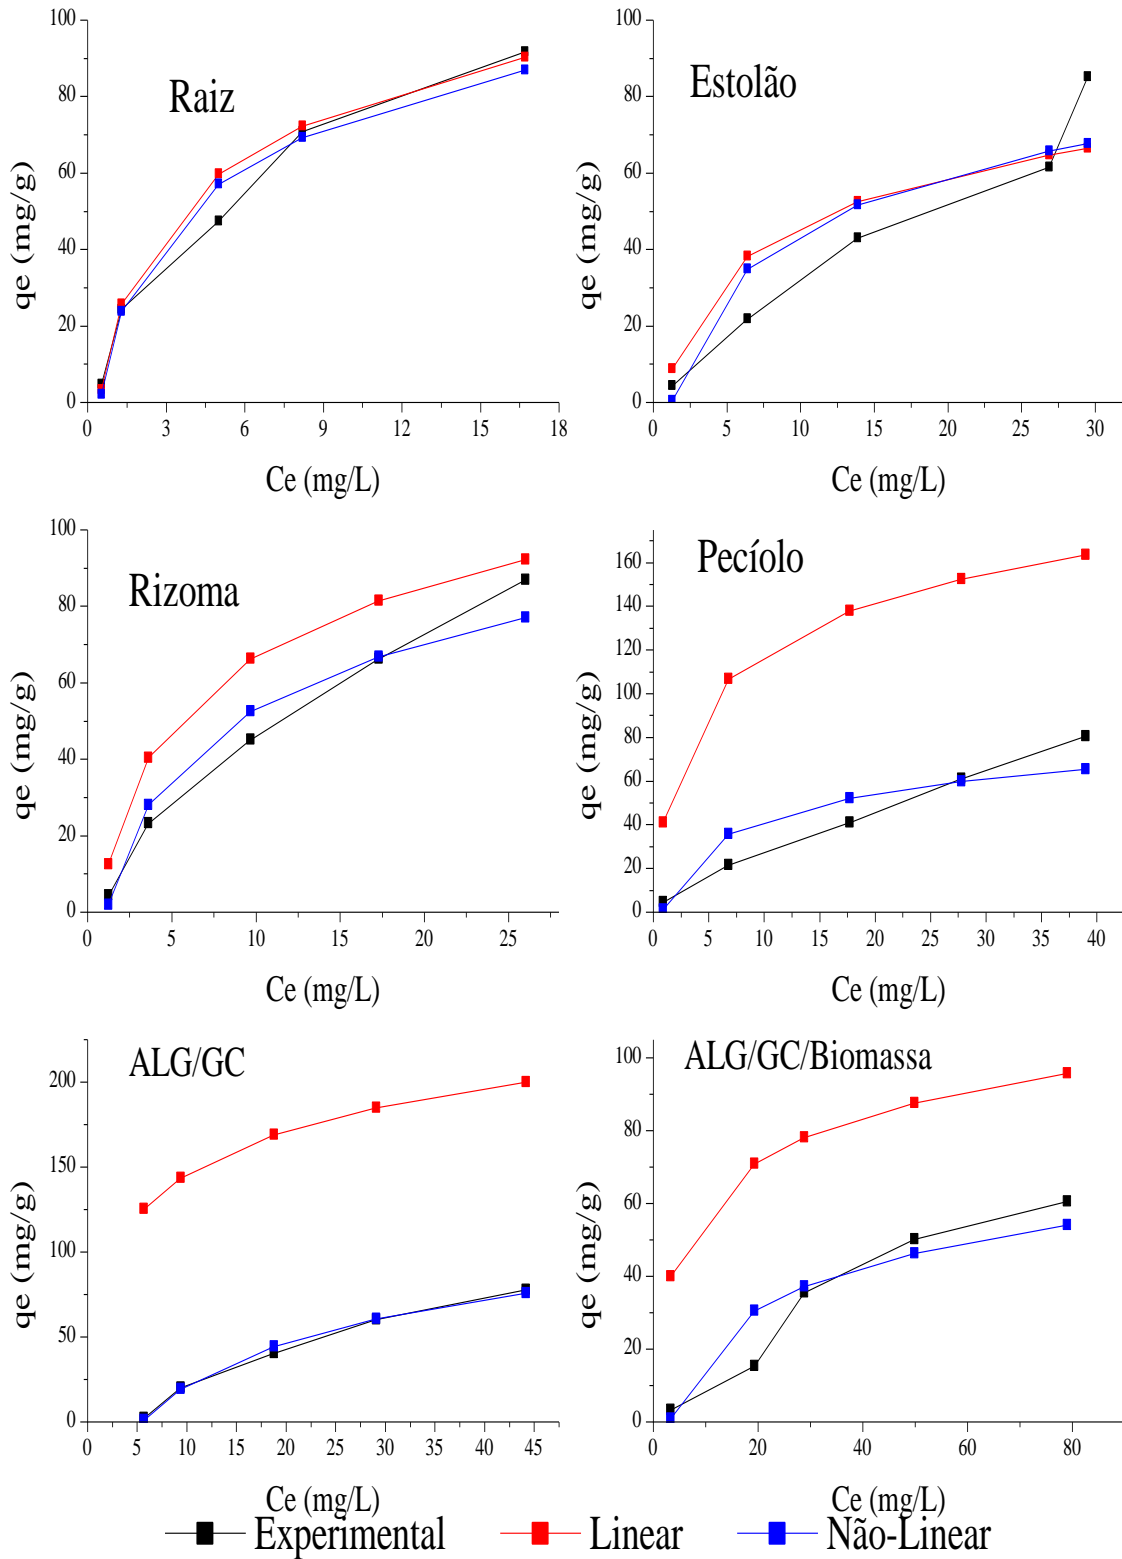 Raiz
qe (mg/g)
100
80
60
40
20
0
0 3 6 9 12 15 18
Ce (mg/L)
Estolão
qe (mg/g)
100
80
60
40
20
0
0 5 10 15 20 25 30
Ce (mg/L)
Rizoma
qe (mg/g)
100
80
60
40
20
0
0 5 10 15 20 25
Ce (mg/L)
Pecíolo
qe (mg/g)
160
140
120
100
80
60
40
20
0
0 5 10 15 20 25 30 35 40
Ce (mg/L)
ALG/GC
qe (mg/g)
200
150
100
50
0
0 5 10 15 20 25 30 35 40 45
Ce (mg/L)
ALG/GC/Biomassa
qe (mg/g)
100
80
60
40
20
0
0 20 40 60 80
Ce (mg/L)
Experimental Linear Não-Linear